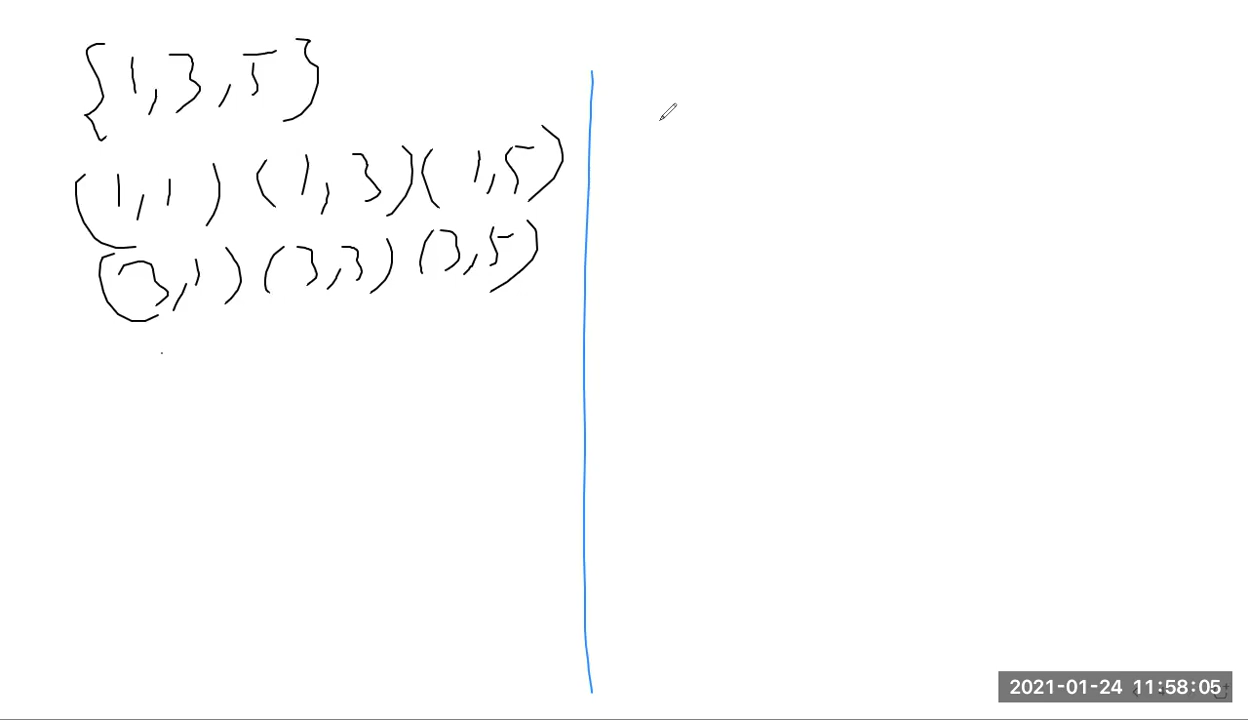 {1,3,5}
(1,1) (1,3) (1,5)
(3,1) (3,3) (3,5)
2021-01-24 11:58:05